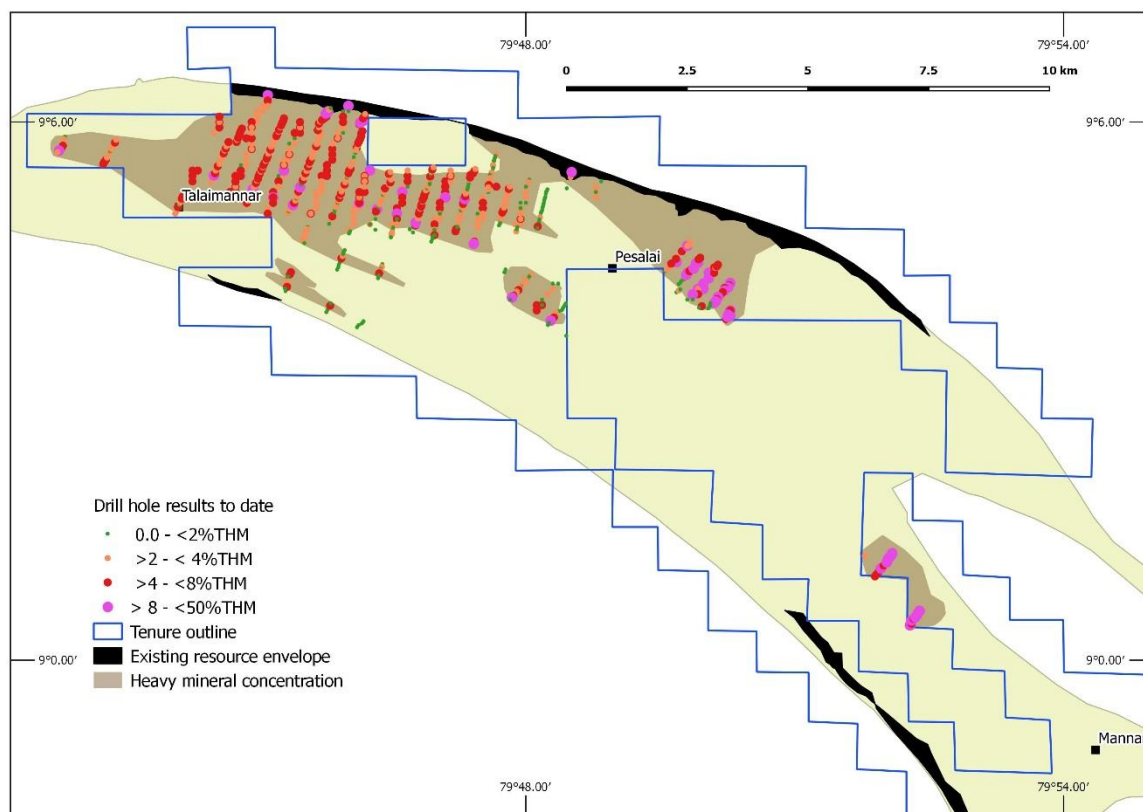 79°48.00'
79°54.00'
0 2.5 5 7.5 10 km
9°6.00'
9°6.00'
Talaimannar
Pesalai
Drill hole results to date
0.0 - <2%THM
>2 - < 4%THM
>4 - <8%THM
> 8 - <50%THM
Tenure outline
Existing resource envelope
Heavy mineral concentration
9°0.00'
9°0.00'
Manna
79°48.00'
79°54.00'